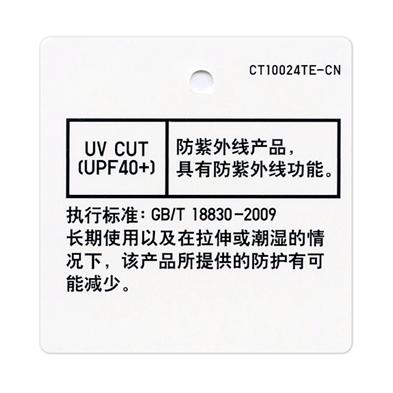 CT10024TE-CN
UV CUT
(UPF40+)
防紫外线产品，
具有防紫外线功能。
执行标准：GB/T 18830-2009
长期使用以及在拉伸或潮湿的情
况下，该产品所提供的防护有可
能减少。